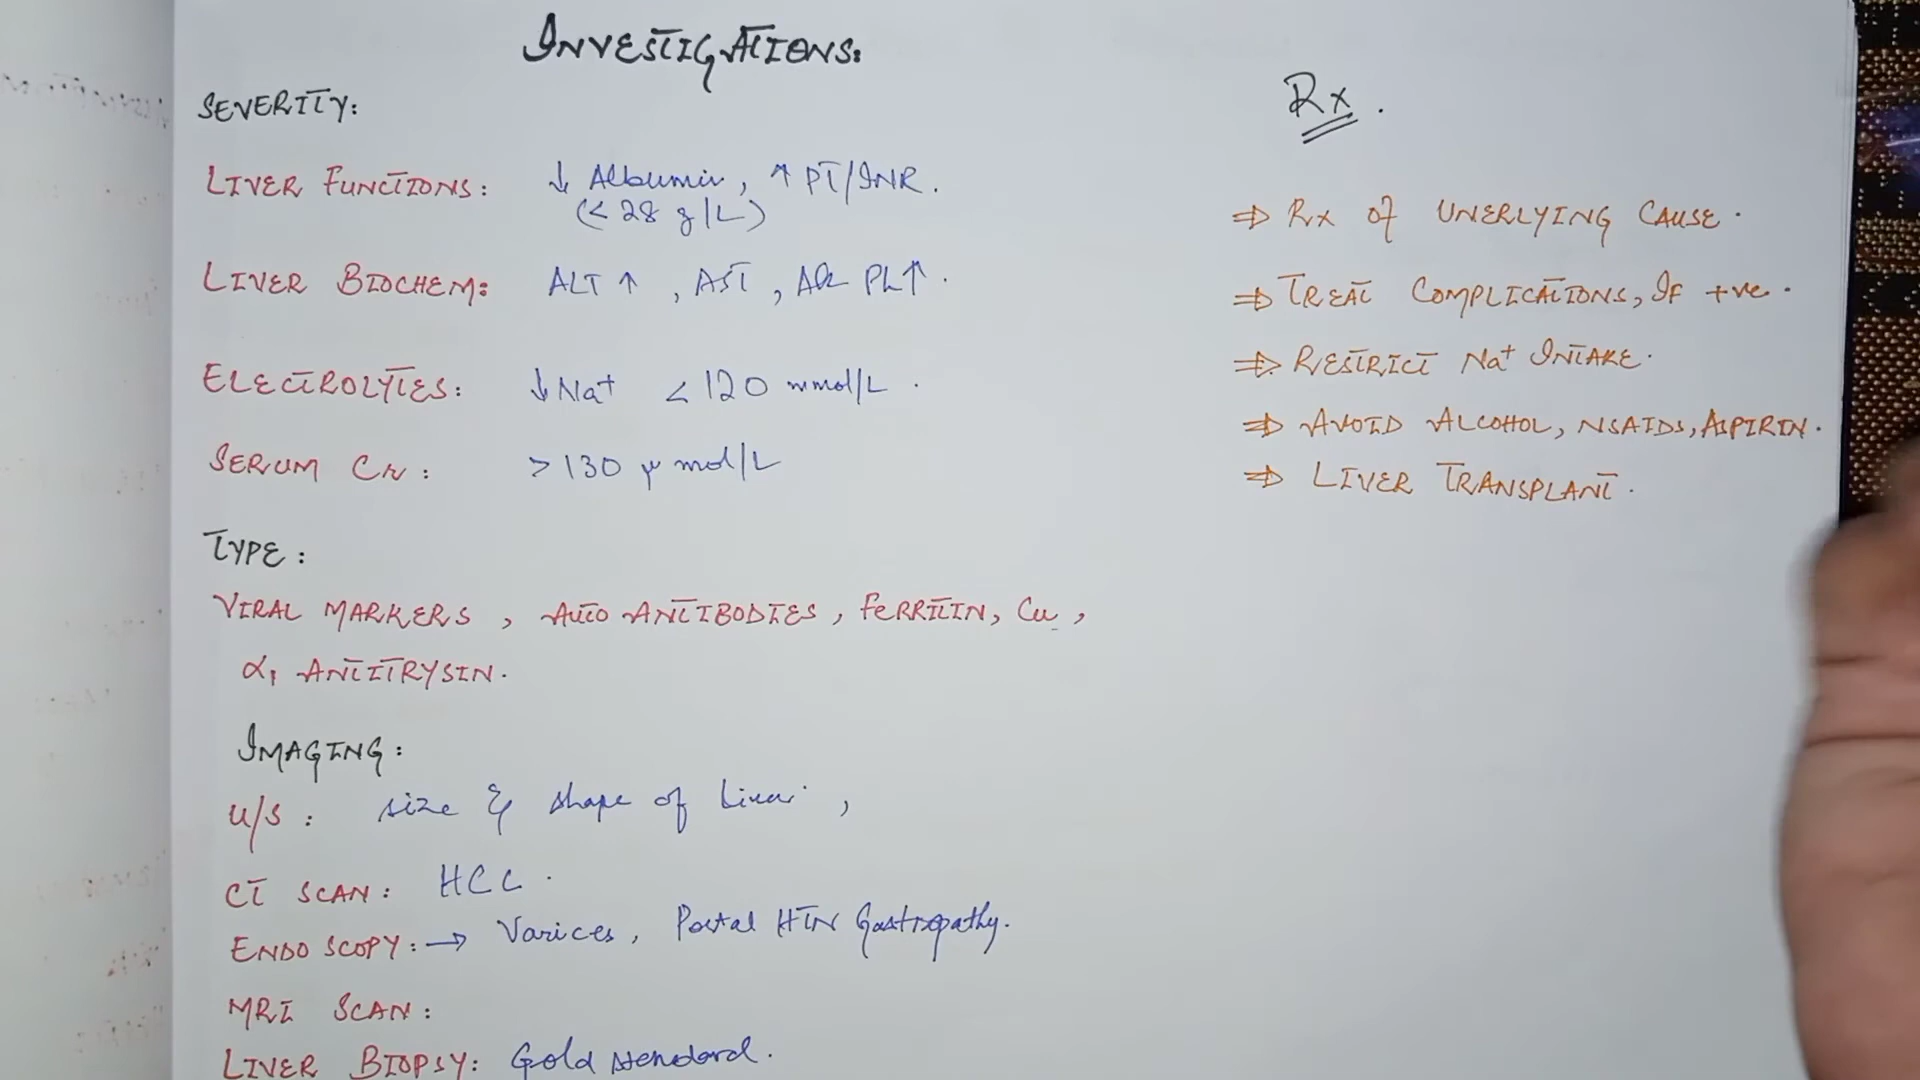 INVESTIGATIONS:
SEVERITY:
LIVER FUNCTIONS: ↓ Albumin, ↑ PT/INR.
(< 28 g/L)
LIVER BIOCHEM: ALT ↑, AST, Alk Ph ↑.
ELECTROLYTES: ↓ Na+ < 120 mmol/L.
SERUM Cr: > 130 μ mol/L
TYPE:
VIRAL MARKERS, AUTO ANTIBODIES, FERRITIN, Cu,
α1 ANTITRYSIN.
IMAGING:
U/S: size & shape of Liver,
CT SCAN: HCC.
ENDO SCOPY: → Varices, Portal HTN Gastropathy.
MRI SCAN:
LIVER BIOPSY: Gold standard.
Rx.
⇒ Rx of UNERLYING CAUSE.
⇒ TREAT COMPLICATIONS, IF +ve.
⇒ RESTRICT Na+ INTAKE.
⇒ AVOID ALCOHOL, NSAIDS, ASPIRIN.
⇒ LIVER TRANSPLANT.